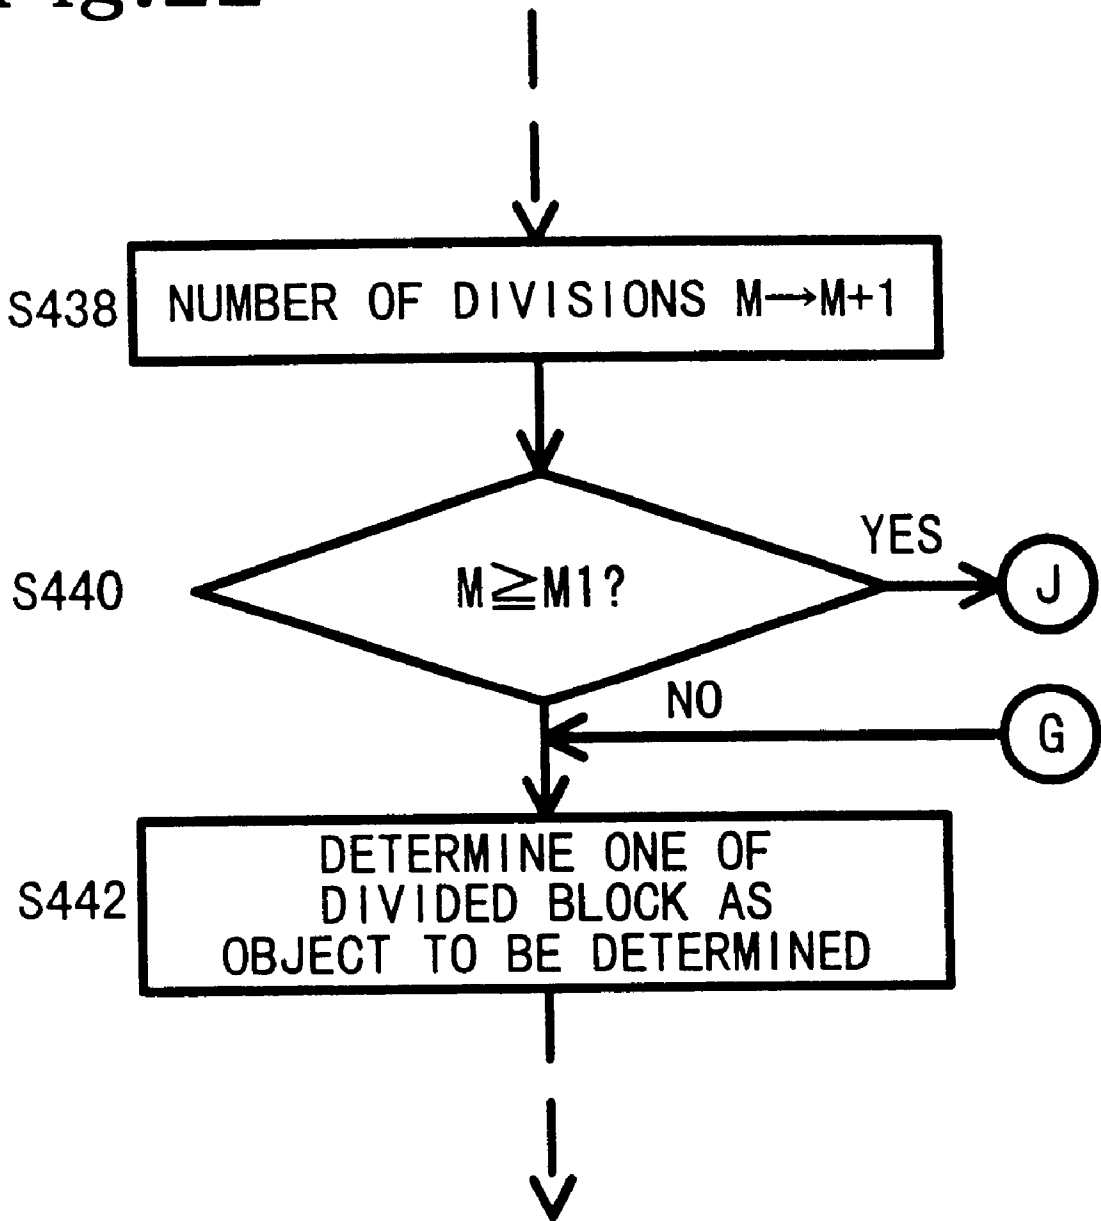 S438 NUMBER OF DIVISIONS M→M+1
YES
S440 M≧M1? J
NO
G
DETERMINE ONE OF
S442 DIVIDED BLOCK AS
OBJECT TO BE DETERMINED